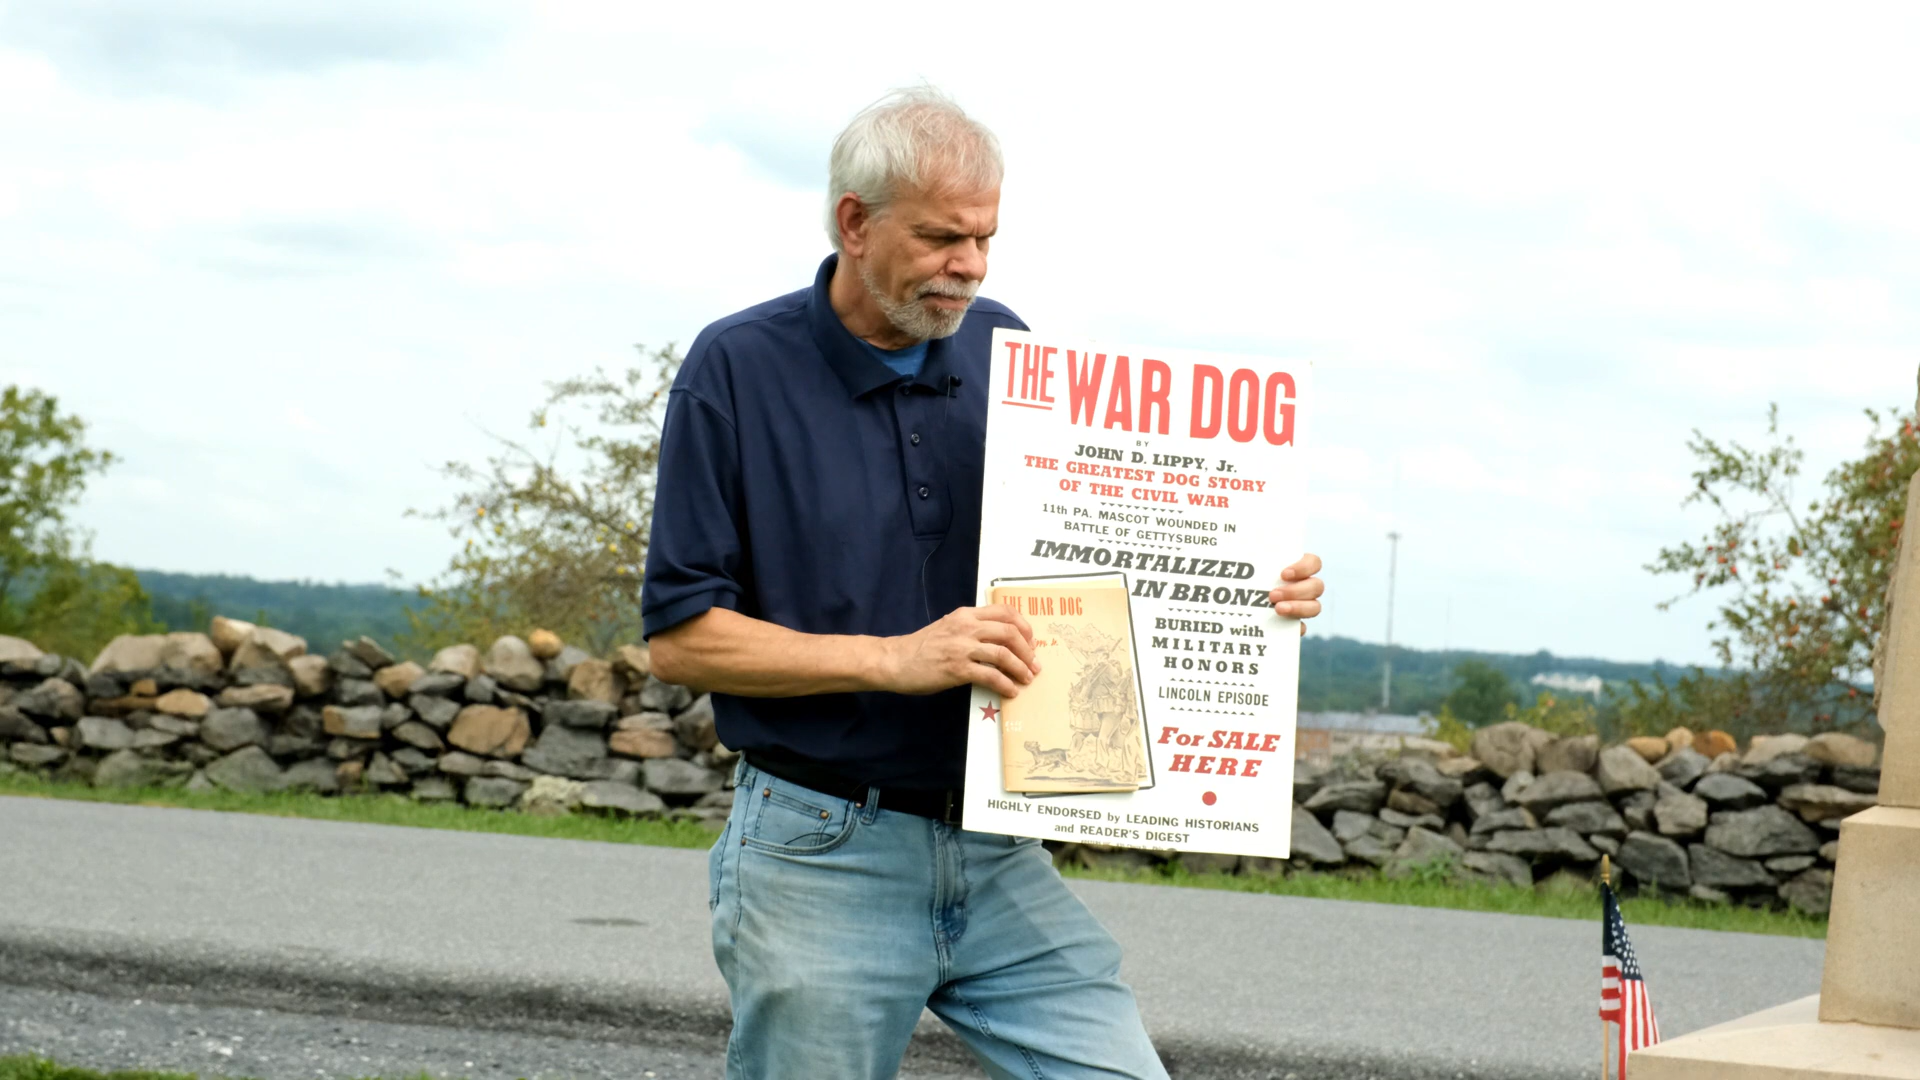 THE WAR DOG
BY
JOHN D. LIPPY, Jr.
THE GREATEST DOG STORY
OF THE CIVIL WAR
11th PA. MASCOT WOUNDED IN
BATTLE OF GETTYSBURG
IMMORTALIZED
IN BRONZ
THE WAR DOG
BURIED with
MILITARY
HONORS
LINCOLN EPISODE
For SALE
HERE
HIGHLY ENDORSED by LEADING HISTORIANS
and READER'S DIGEST